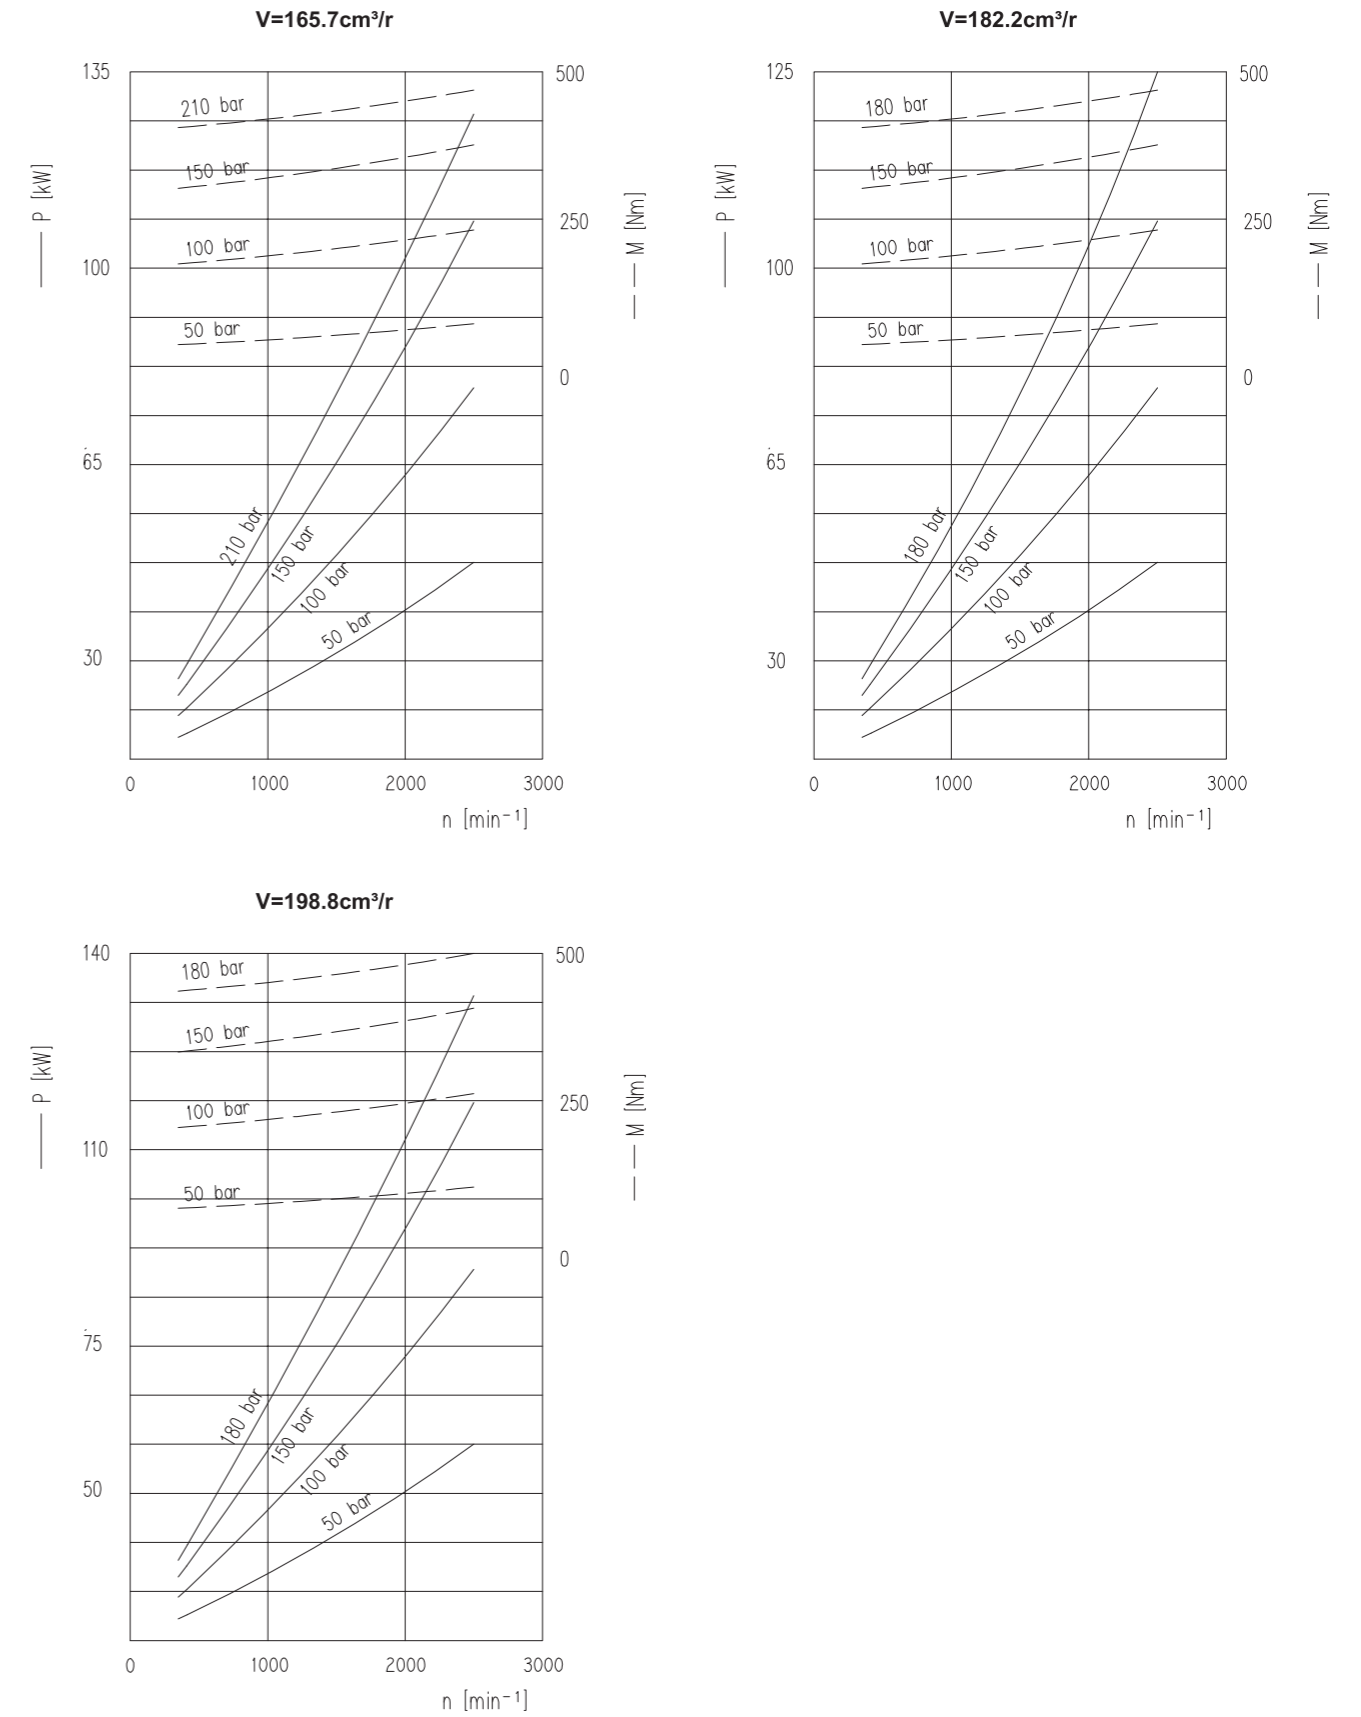 V=165.7cm³/r
135
500
210 bar
150 bar
P [kW]
M [Nm]
250
100 bar
100
50 bar
0
65
210 bar
150 bar
100 bar
50 bar
30
0
1000
2000
3000
n [min⁻¹]
V=182.2cm³/r
125
500
180 bar
150 bar
P [kW]
M [Nm]
250
100 bar
100
50 bar
0
65
180 bar
150 bar
100 bar
50 bar
30
0
1000
2000
3000
n [min⁻¹]
V=198.8cm³/r
140
500
180 bar
150 bar
P [kW]
M [Nm]
250
100 bar
110
50 bar
0
75
180 bar
150 bar
100 bar
50 bar
50
0
1000
2000
3000
n [min⁻¹]